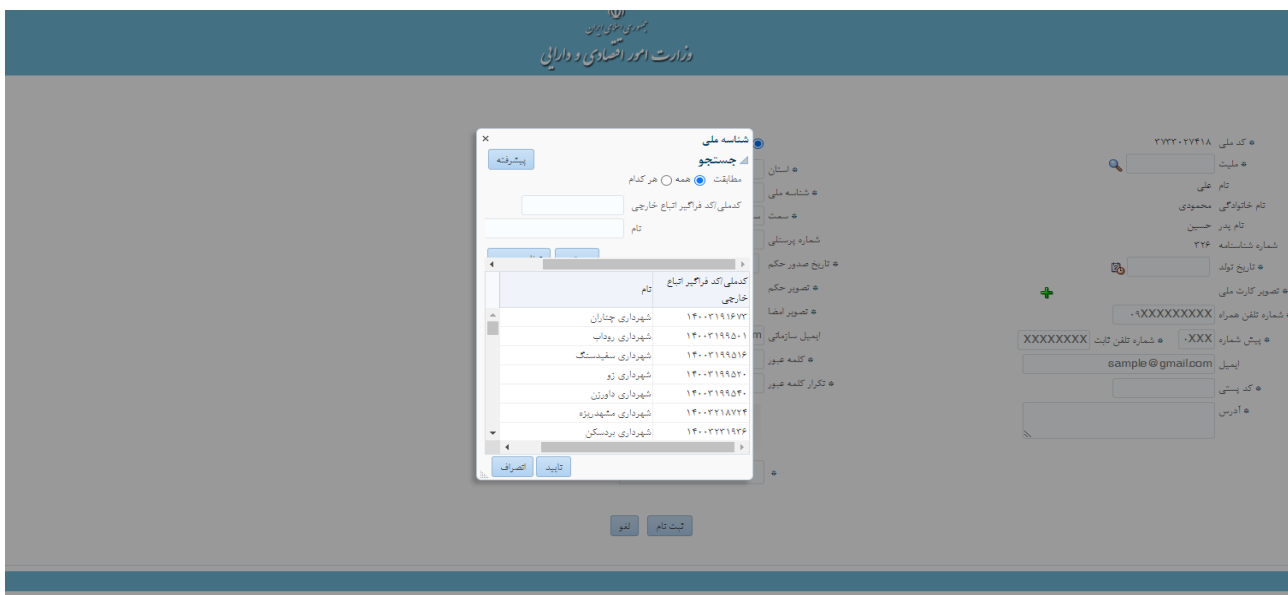 جمهوری اسلامی ایران
وزارت امور اقتصادی و دارایی
* کد ملی ۳۷۳۳۰۲۷۴۱۸
* ملیت
نام علی
نام خانوادگی محمودی
نام پدر حسین
شماره شناسنامه ۳۲۶
* تاریخ تولد
* تصویر کارت ملی
* شماره تلفن همراه ۰۹XXXXXXXXX
* پیش شماره ۰XXX * شماره تلفن ثابت XXXXXXXX
ایمیل sample@gmail.com
* کد پستی
* آدرس
* استان
* شناسه ملی
* سمت
شماره پرسنلی
* تاریخ صدور حکم
* تصویر حکم
* تصویر امضا
ایمیل سازمانی
* کلمه عبور
* تکرار کلمه عبور
*
شناسه ملی ×
جستجو پیشرفته
مطابقت همه هر کدام
کدملی/کد فراگیر اتباع خارجی
نام
کدملی/کد فراگیر اتباع خارجی نام
۱۴۰۰۳۱۹۱۶۷۳ شهرداری چناران
۱۴۰۰۳۱۹۹۵۰۱ شهرداری روداب
۱۴۰۰۳۱۹۹۵۱۶ شهرداری سفیدسنگ
۱۴۰۰۳۱۹۹۵۲۰ شهرداری زو
۱۴۰۰۳۱۹۹۵۴۰ شهرداری داورزن
۱۴۰۰۳۲۱۸۷۲۴ شهرداری مشهدریزه
۱۴۰۰۳۲۳۱۹۳۶ شهرداری بردسکن
تایید انصراف
ثبت نام لغو